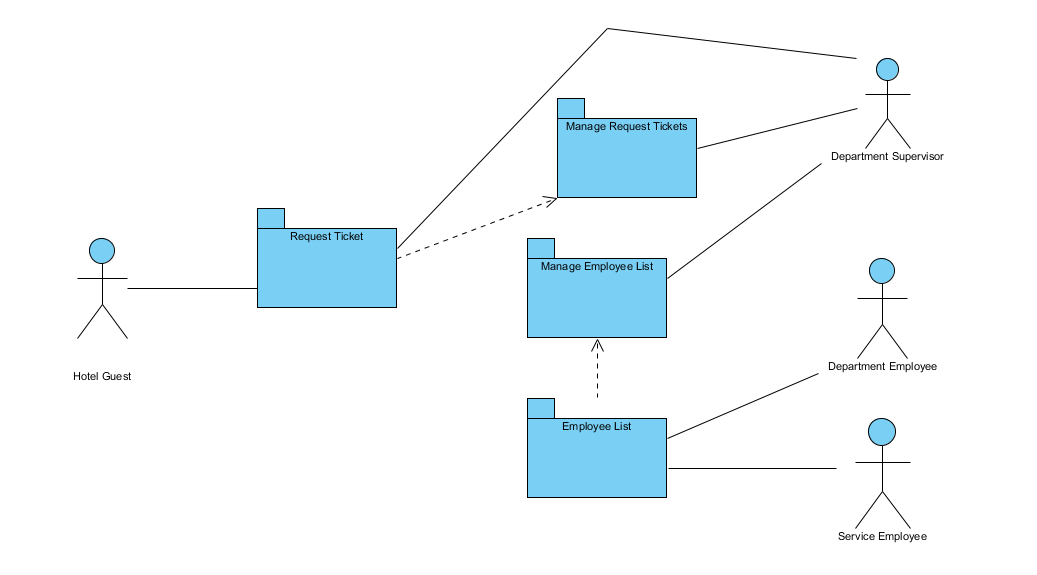 Manage Request Tickets
Department Supervisor
Request Ticket
Manage Employee List
Hotel Guest
Department Employee
Employee List
Service Employee